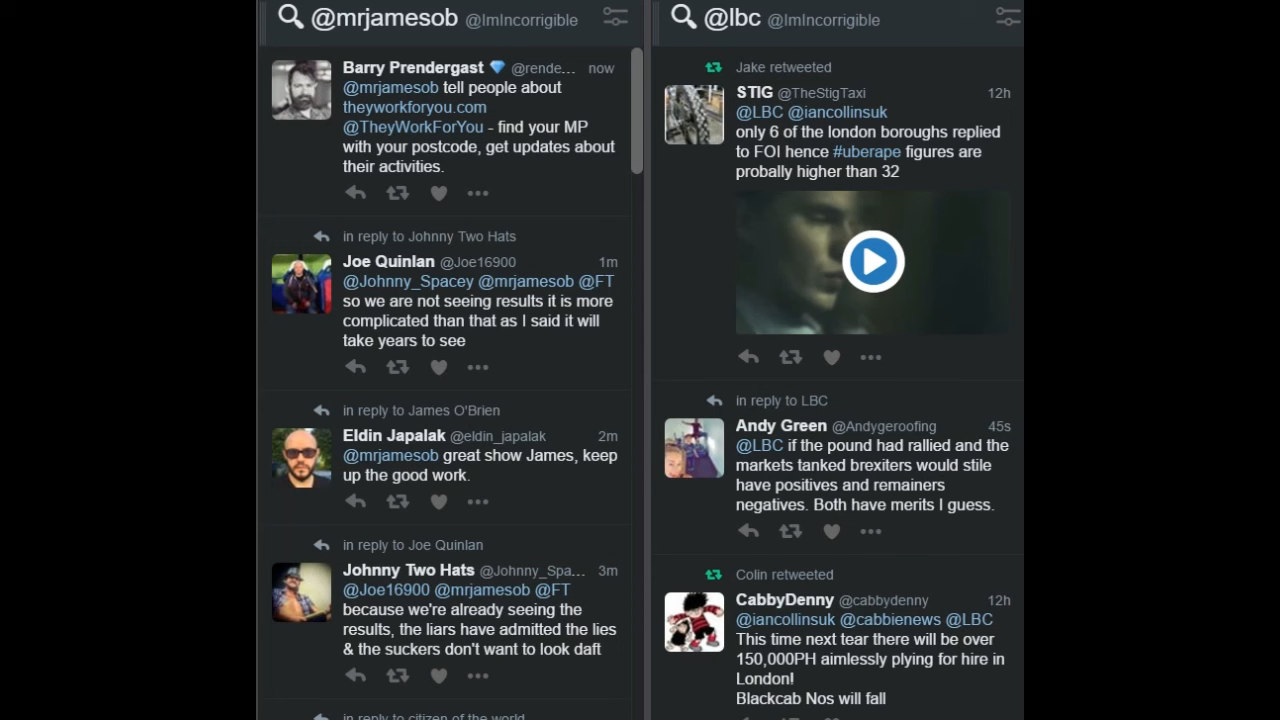 @mrjamesob @ImIncorrigible
Barry Prendergast 💎 @rende... now
@mrjamesob tell people about
theyworkforyou.com
@TheyWorkForYou - find your MP
with your postcode, get updates about
their activities.
in reply to Johnny Two Hats
Joe Quinlan @Joe16900 1m
@Johnny_Spacey @mrjamesob @FT
so we are not seeing results it is more
complicated than that as I said it will
take years to see
in reply to James O'Brien
Eldin Japalak @eldin_japalak 2m
@mrjamesob great show James, keep
up the good work.
in reply to Joe Quinlan
Johnny Two Hats @Johnny_Spa... 3m
@Joe16900 @mrjamesob @FT
because we're already seeing the
results, the liars have admitted the lies
& the suckers don't want to look daft
in reply to citizen of the world
@lbc @ImIncorrigible
Jake retweeted
STIG @TheStigTaxi 12h
@LBC @iancollinsuk
only 6 of the london boroughs replied
to FOI hence #uberape figures are
probally higher than 32
in reply to LBC
Andy Green @Andygeroofing 45s
@LBC if the pound had rallied and the
markets tanked brexiters would stile
have positives and remainers
negatives. Both have merits I guess.
Colin retweeted
CabbyDenny @cabbydenny 12h
@iancollinsuk @cabbienews @LBC
This time next tear there will be over
150,000PH aimlessly plying for hire in
London!
Blackcab Nos will fall